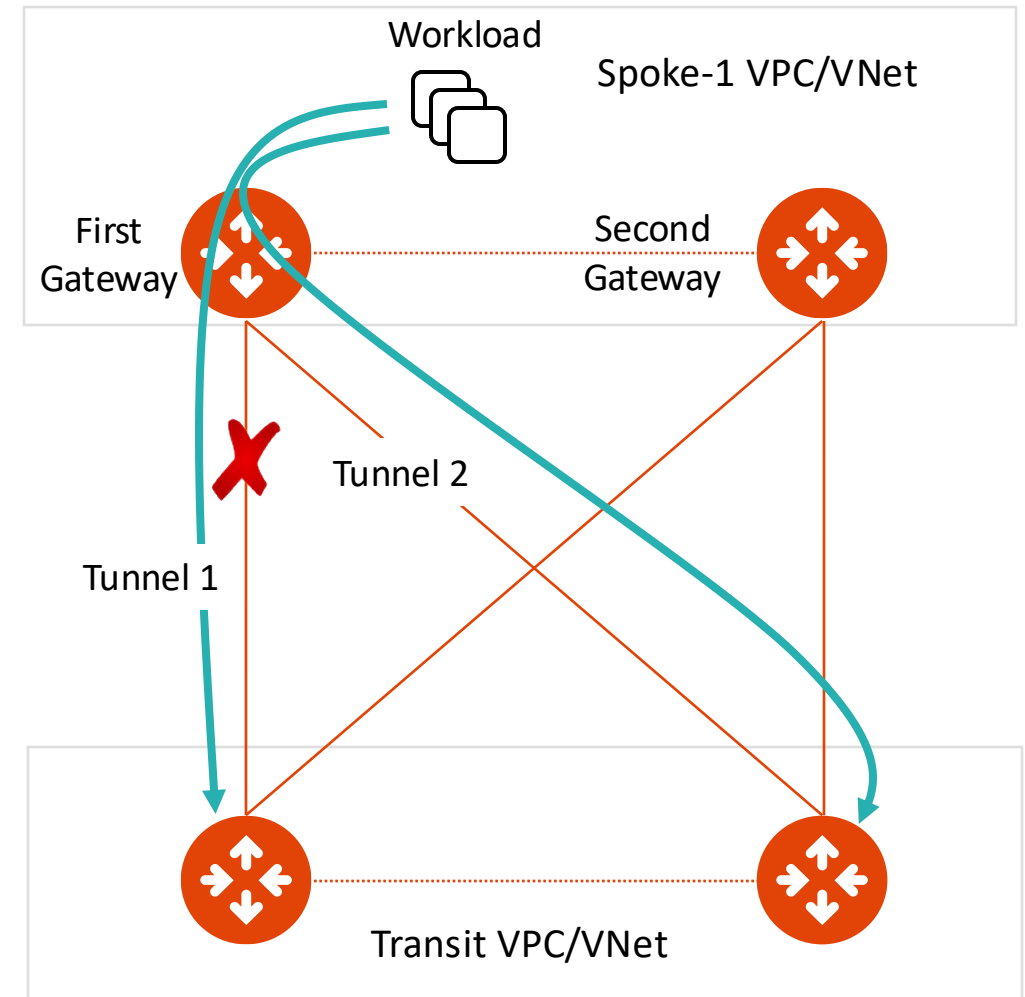 Workload
Spoke-1 VPC/VNet
First
Gateway
Second
Gateway
Tunnel 2
Tunnel 1
Transit VPC/VNet